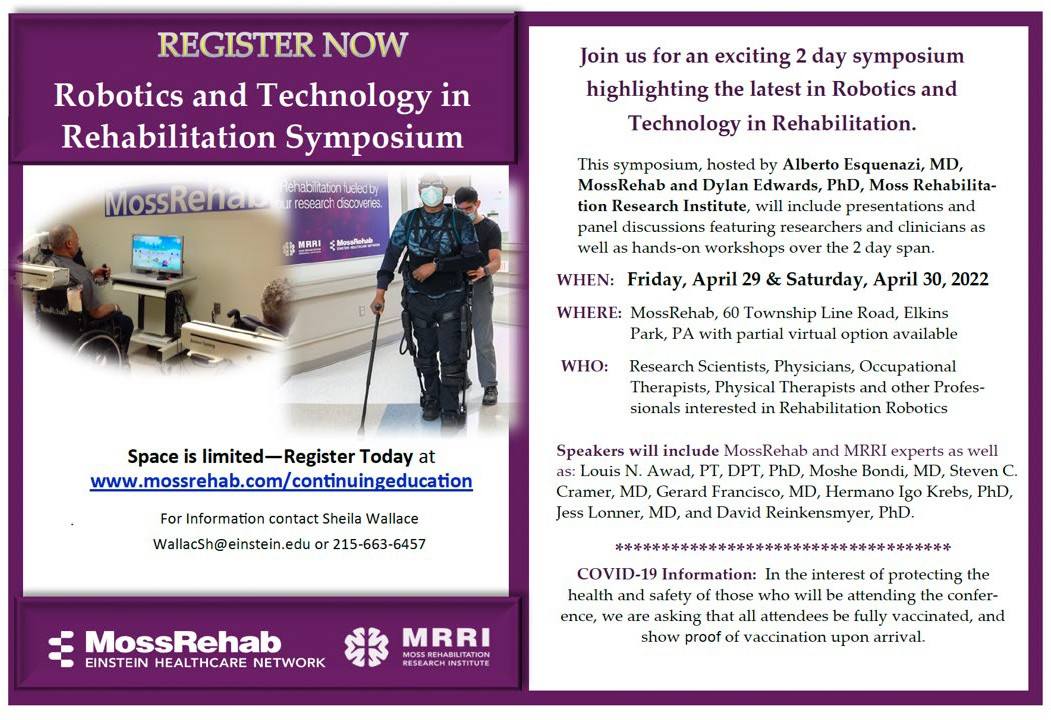 REGISTER NOW
Robotics and Technology in
Rehabilitation Symposium
MossRehab
Rehabilitation fueled by
our research discoveries.
MRRI
MossRehab
EINSTEIN HEALTHCARE NETWORK
Space is limited—Register Today at
www.mossrehab.com/continuingeducation
.
For Information contact Sheila Wallace
WallacSh@einstein.edu or 215-663-6457
MossRehab
EINSTEIN HEALTHCARE NETWORK
MRRI
MOSS REHABILITATION
RESEARCH INSTITUTE
Join us for an exciting 2 day symposium
highlighting the latest in Robotics and
Technology in Rehabilitation.
This symposium, hosted by Alberto Esquenazi, MD,
MossRehab and Dylan Edwards, PhD, Moss Rehabilita-
tion Research Institute, will include presentations and
panel discussions featuring researchers and clinicians as
well as hands-on workshops over the 2 day span.
WHEN: Friday, April 29 & Saturday, April 30, 2022
WHERE: MossRehab, 60 Township Line Road, Elkins
Park, PA with partial virtual option available
WHO: Research Scientists, Physicians, Occupational
Therapists, Physical Therapists and other Profes-
sionals interested in Rehabilitation Robotics
Speakers will include MossRehab and MRRI experts as well
as: Louis N. Awad, PT, DPT, PhD, Moshe Bondi, MD, Steven C.
Cramer, MD, Gerard Francisco, MD, Hermano Igo Krebs, PhD,
Jess Lonner, MD, and David Reinkensmyer, PhD.
************************************
COVID-19 Information: In the interest of protecting the
health and safety of those who will be attending the confer-
ence, we are asking that all attendees be fully vaccinated, and
show proof of vaccination upon arrival.